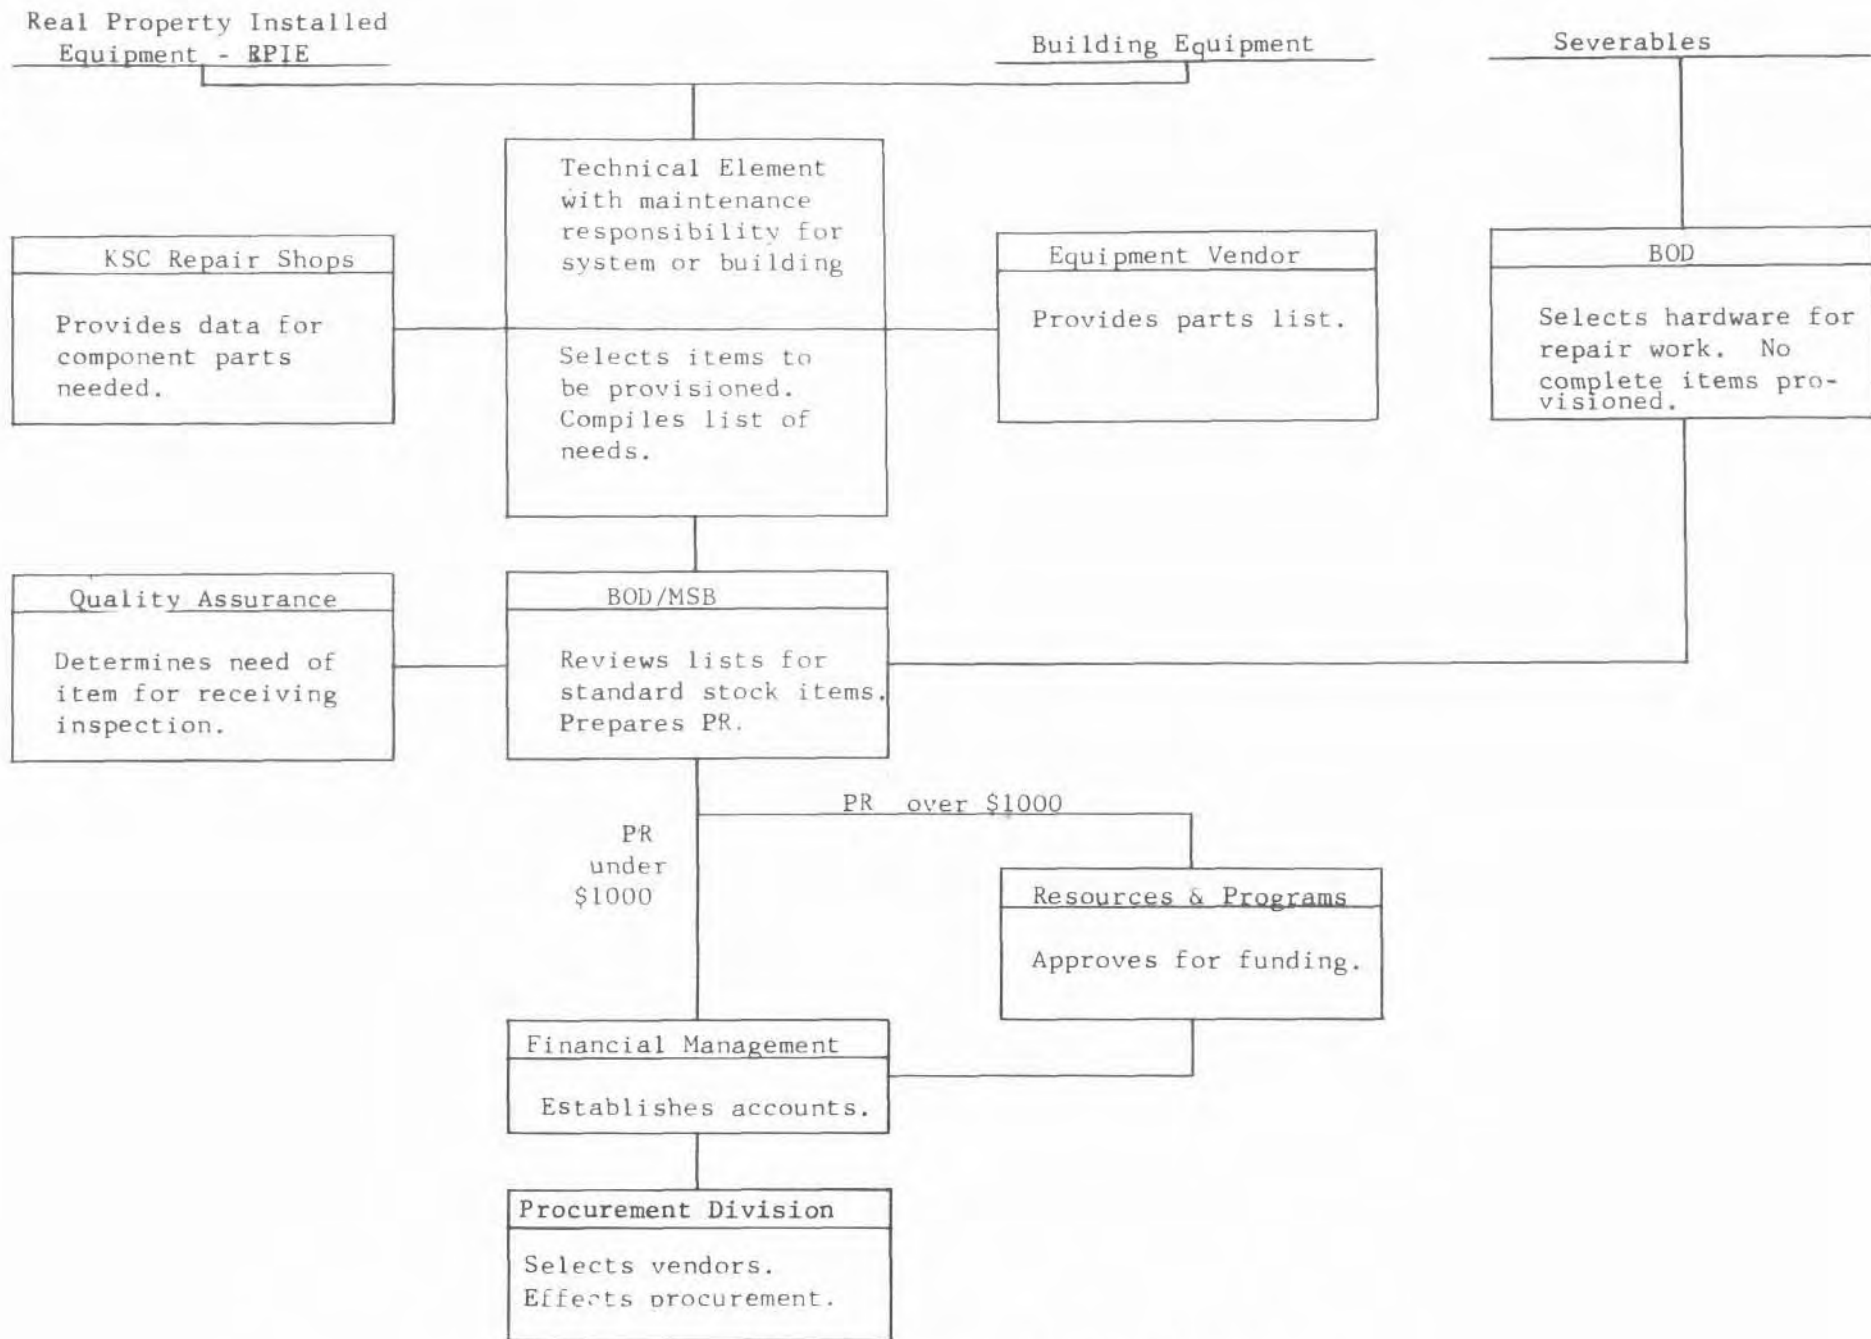 Real Property Installed
Equipment - RPIE
Building Equipment
Severables
Technical Element
with maintenance
responsibility for
system or building
Selects items to
be provisioned.
Compiles list of
needs.
KSC Repair Shops
Provides data for
component parts
needed.
Equipment Vendor
Provides parts list.
BOD
Selects hardware for
repair work. No
complete items pro-
visioned.
Quality Assurance
Determines need of
item for receiving
inspection.
BOD/MSB
Reviews lists for
standard stock items.
Prepares PR.
PR over $1000
PR
under
$1000
Resources & Programs
Approves for funding.
Financial Management
Establishes accounts.
Procurement Division
Selects vendors.
Effects procurement.